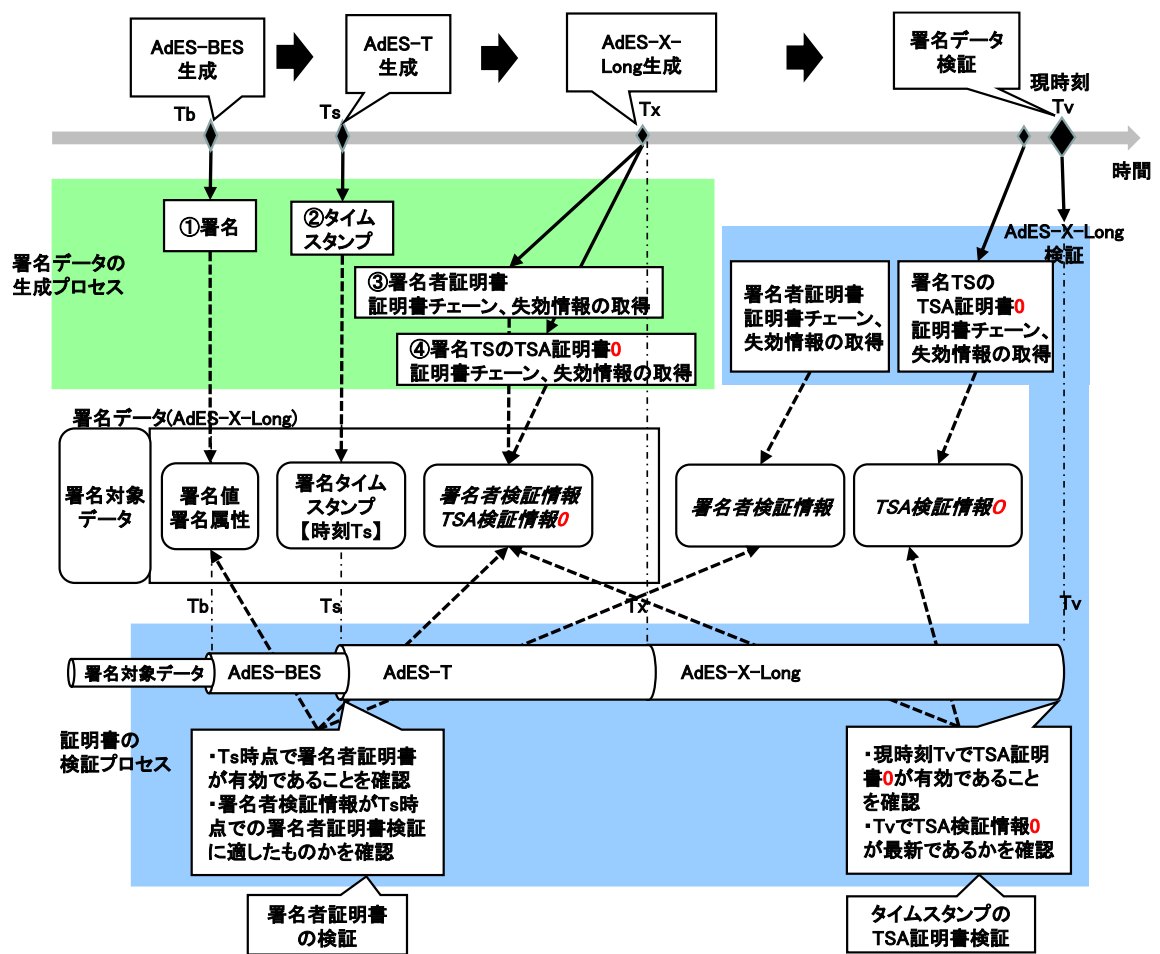 AdES-BES
生成
AdES-T
生成
AdES-X-
Long生成
署名データ
検証
現時刻
Tb
Ts
Tx
Tv
時間
①署名
②タイム
スタンプ
AdES-X-Long
検証
署名データの
生成プロセス
③署名者証明書
証明書チェーン、失効情報の取得
④署名TSのTSA証明書0
証明書チェーン、失効情報の取得
署名者証明書
証明書チェーン、
失効情報の取得
署名TSの
TSA証明書0
証明書チェーン、
失効情報の取得
署名データ(AdES-X-Long)
署名対象
データ
署名値
署名属性
署名タイム
スタンプ
【時刻Ts】
署名者検証情報
TSA検証情報0
署名者検証情報
TSA検証情報O
Tb
Ts
Tx
Tv
署名対象データ
AdES-BES
AdES-T
AdES-X-Long
証明書の
検証プロセス
・Ts時点で署名者証明書
が有効であることを確認
・署名者検証情報がTs時
点での署名者証明書検証
に適したものかを確認
・現時刻TvでTSA証明
書0が有効であること
を確認
・TvでTSA検証情報0
が最新であるかを確認
署名者証明書
の検証
タイムスタンプの
TSA証明書検証